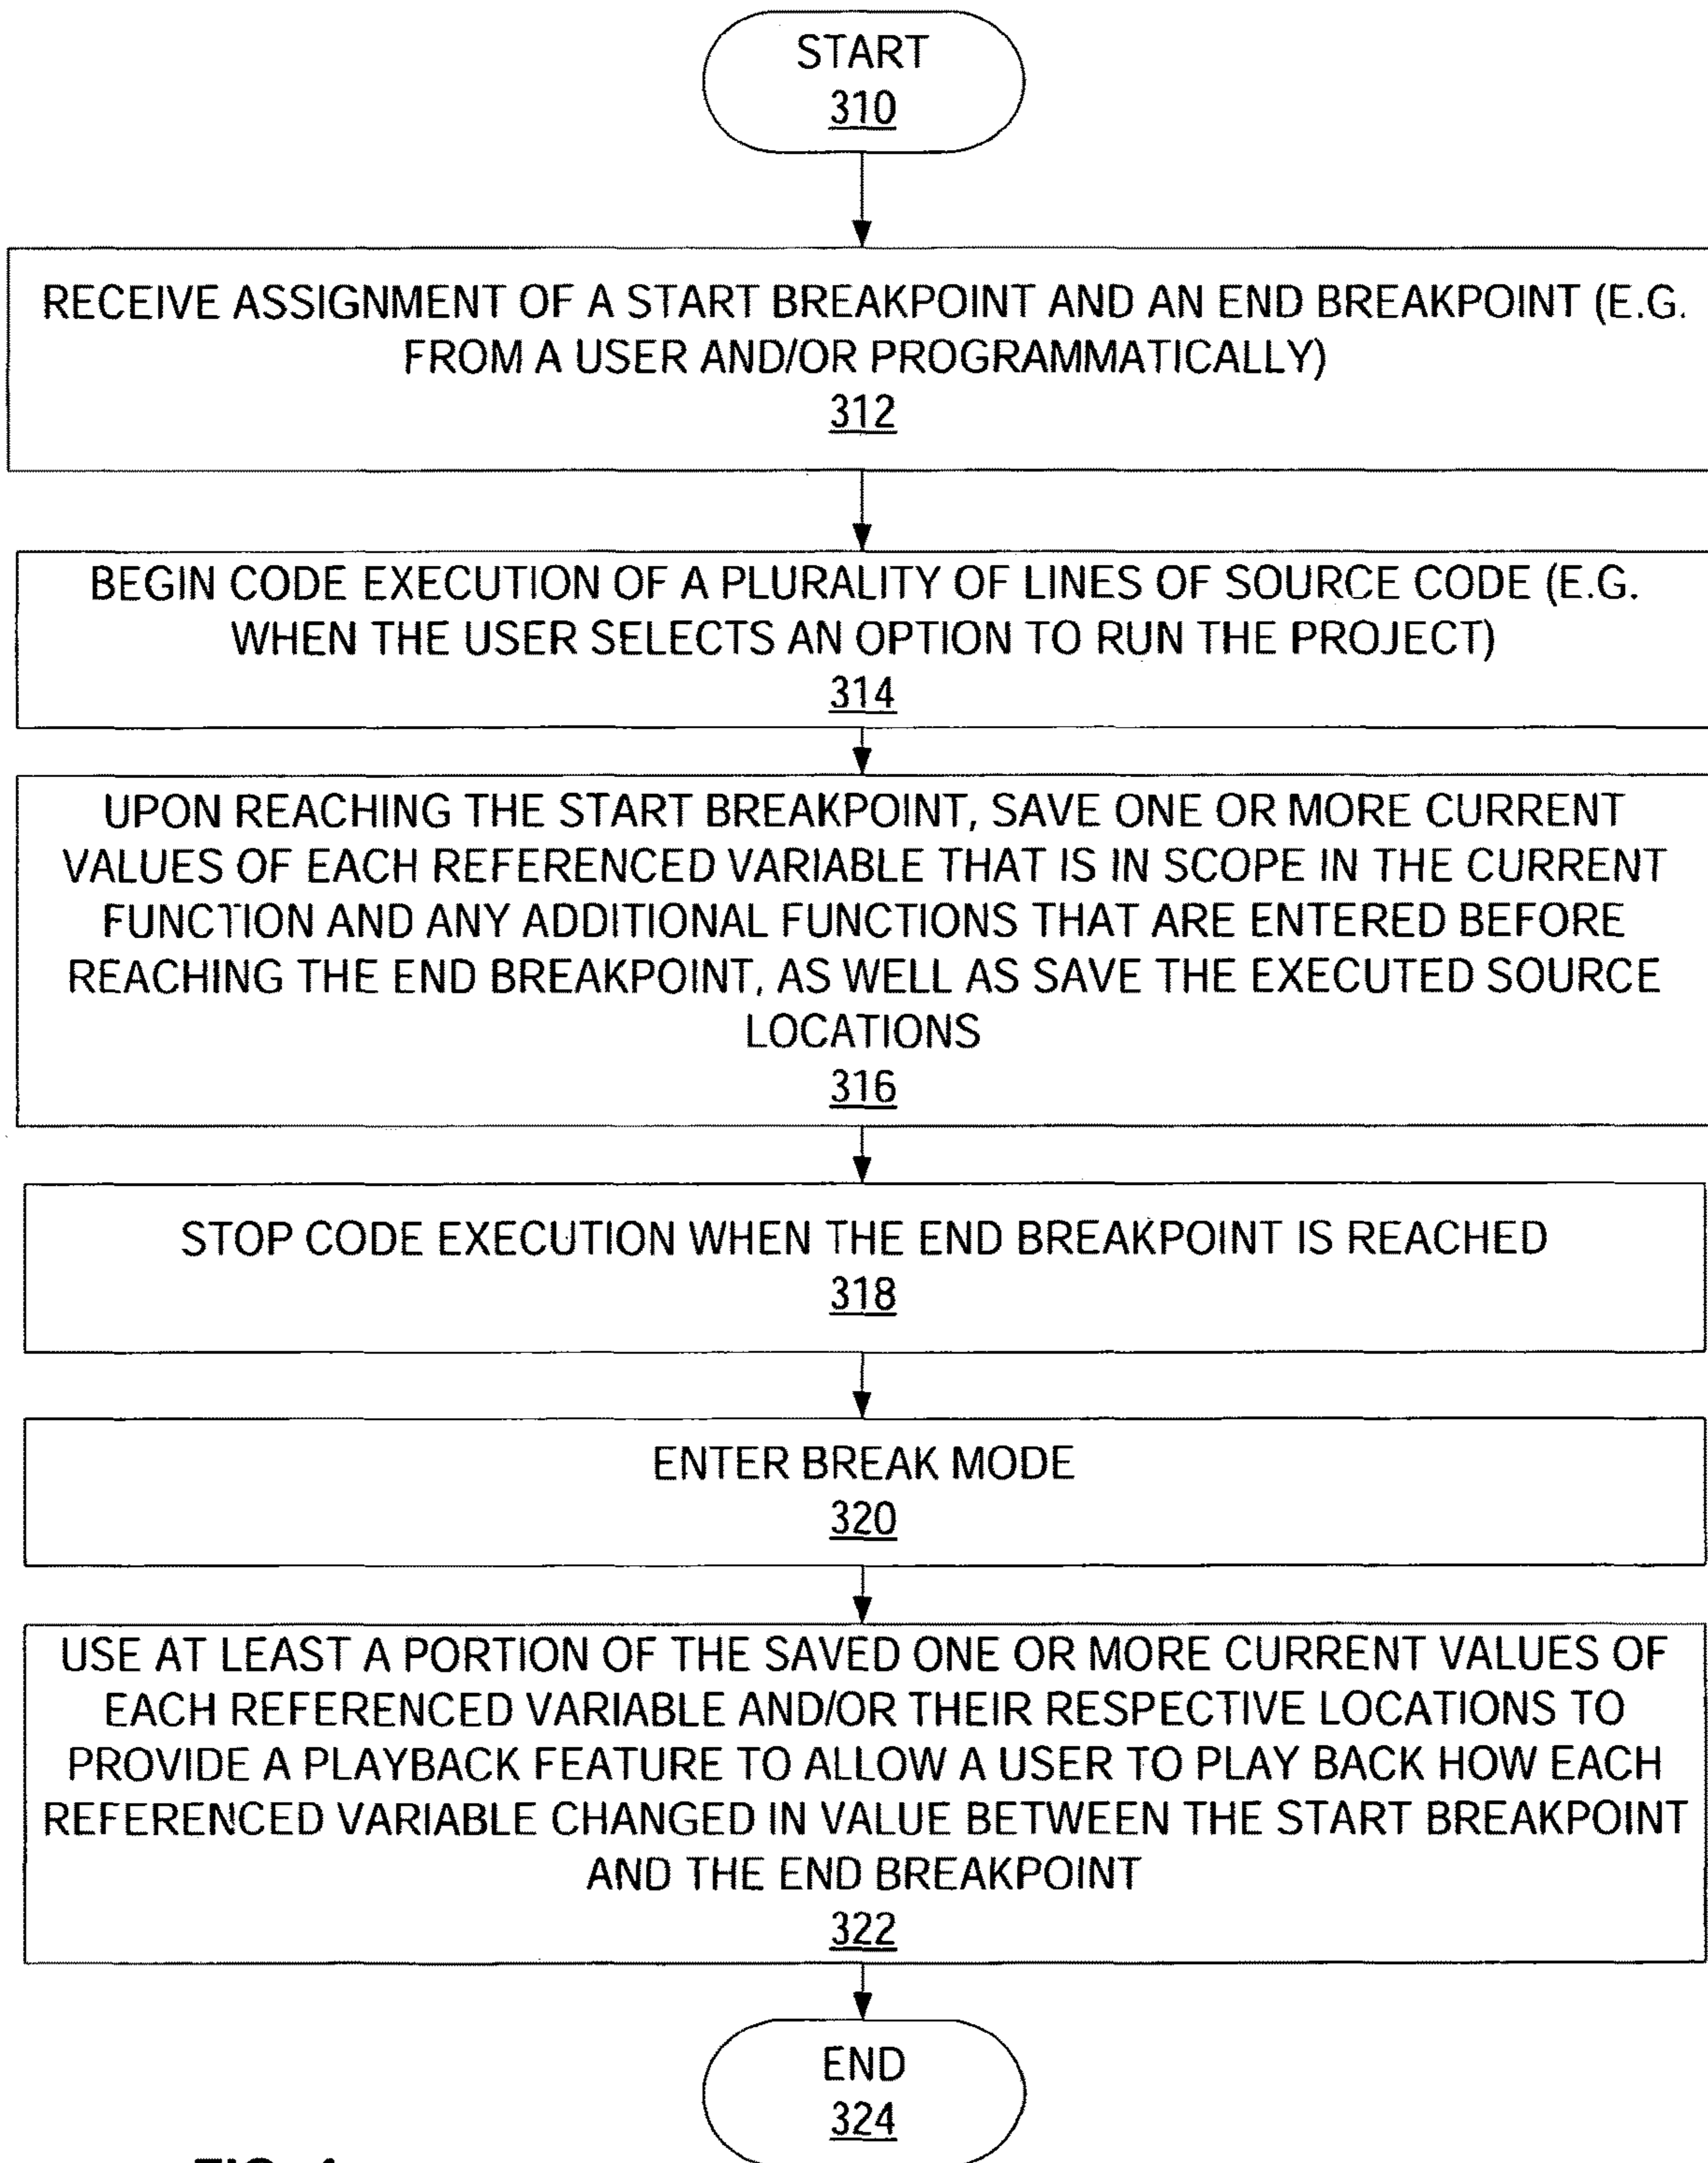 START
310
RECEIVE ASSIGNMENT OF A START BREAKPOINT AND AN END BREAKPOINT (E.G.
FROM A USER AND/OR PROGRAMMATICALLY)
312
BEGIN CODE EXECUTION OF A PLURALITY OF LINES OF SOURCE CODE (E.G.
WHEN THE USER SELECTS AN OPTION TO RUN THE PROJECT)
314
UPON REACHING THE START BREAKPOINT, SAVE ONE OR MORE CURRENT
VALUES OF EACH REFERENCED VARIABLE THAT IS IN SCOPE IN THE CURRENT
FUNCTION AND ANY ADDITIONAL FUNCTIONS THAT ARE ENTERED BEFORE
REACHING THE END BREAKPOINT, AS WELL AS SAVE THE EXECUTED SOURCE
LOCATIONS
316
STOP CODE EXECUTION WHEN THE END BREAKPOINT IS REACHED
318
ENTER BREAK MODE
320
USE AT LEAST A PORTION OF THE SAVED ONE OR MORE CURRENT VALUES OF
EACH REFERENCED VARIABLE AND/OR THEIR RESPECTIVE LOCATIONS TO
PROVIDE A PLAYBACK FEATURE TO ALLOW A USER TO PLAY BACK HOW EACH
REFERENCED VARIABLE CHANGED IN VALUE BETWEEN THE START BREAKPOINT
AND THE END BREAKPOINT
322
END
324